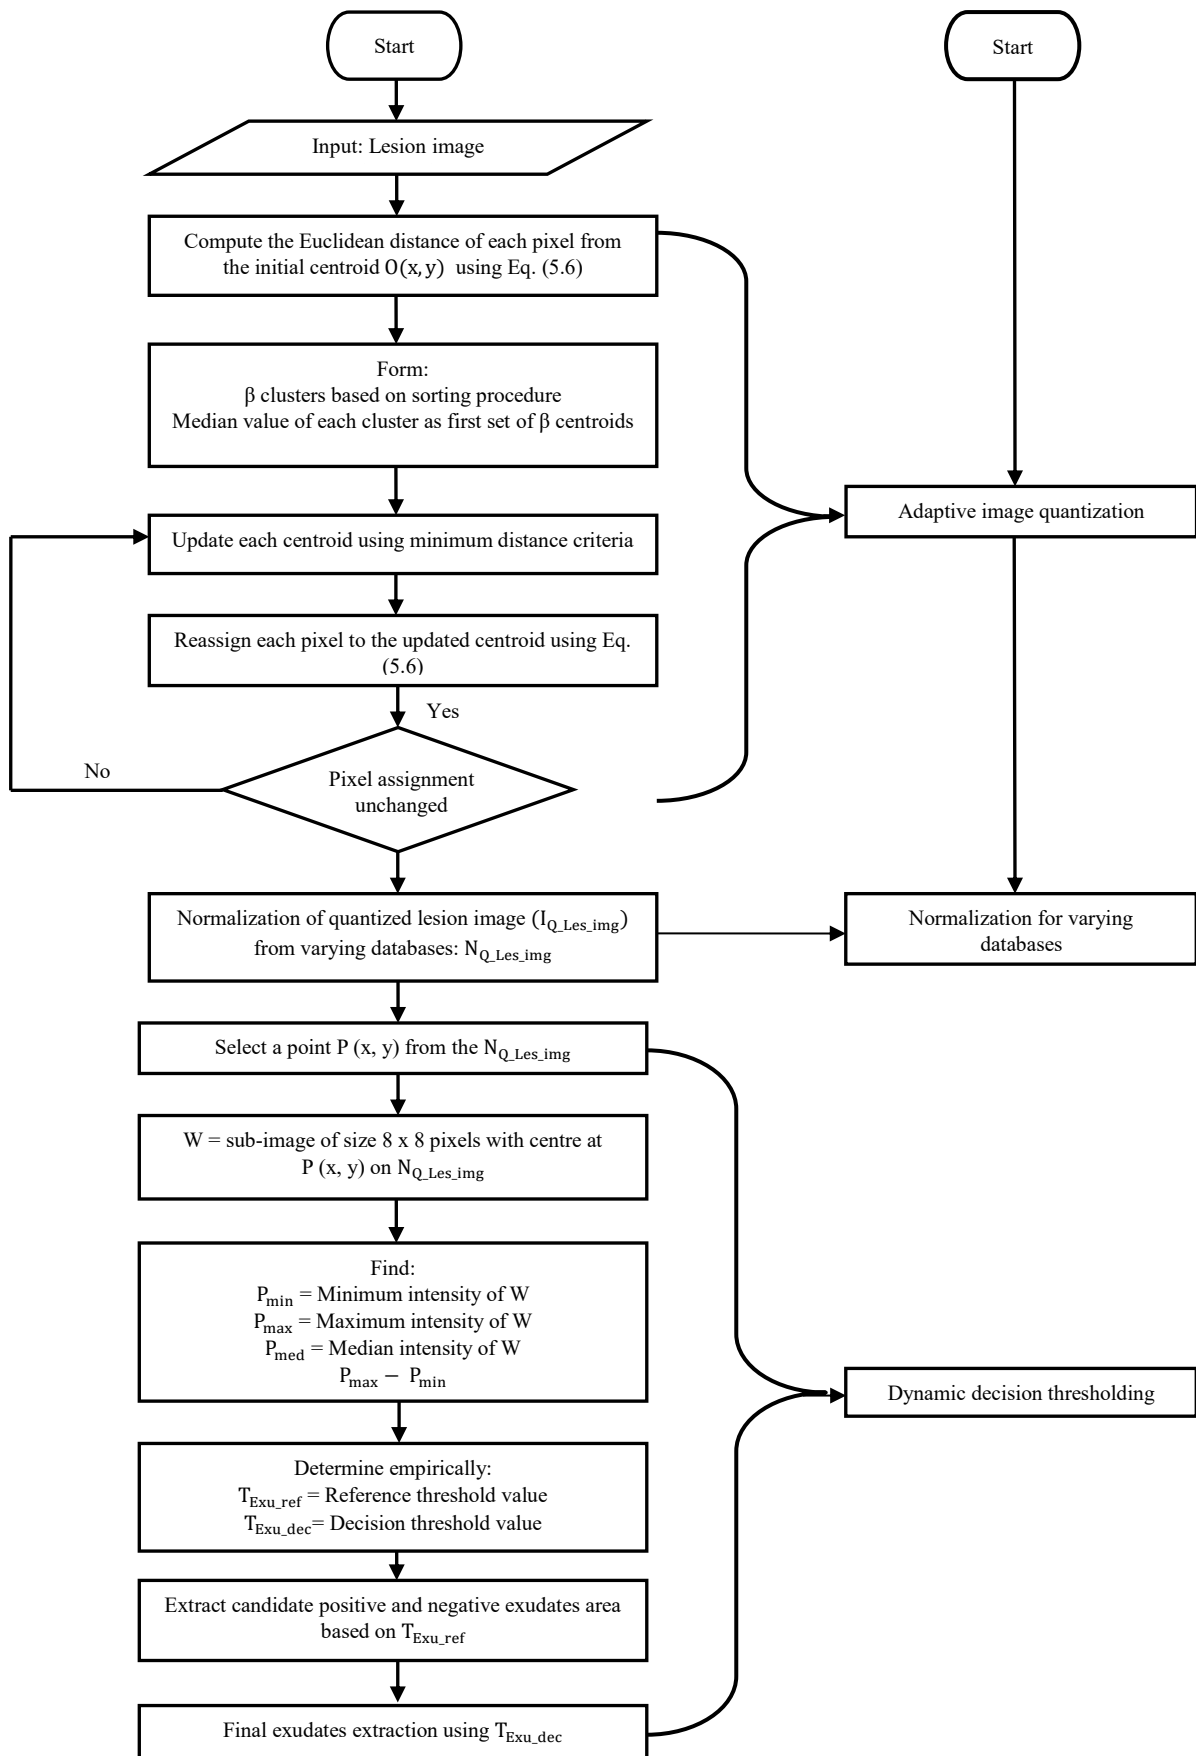 Start
Start
Input: Lesion image
Compute the Euclidean distance of each pixel from
the initial centroid O(x, y) using Eq. (5.6)
Form:
β clusters based on sorting procedure
Median value of each cluster as first set of β centroids
Adaptive image quantization
Update each centroid using minimum distance criteria
Reassign each pixel to the updated centroid using Eq.
(5.6)
Yes
No
Pixel assignment
unchanged
Normalization of quantized lesion image (I_Q_Les_img)
from varying databases: N_Q_Les_img
Normalization for varying
databases
Select a point P (x, y) from the N_Q_Les_img
W = sub-image of size 8 x 8 pixels with centre at
P (x, y) on N_Q_Les_img
Find:
P_min = Minimum intensity of W
P_max = Maximum intensity of W
P_med = Median intensity of W
P_max − P_min
Dynamic decision thresholding
Determine empirically:
T_Exu_ref = Reference threshold value
T_Exu_dec= Decision threshold value
Extract candidate positive and negative exudates area
based on T_Exu_ref
Final exudates extraction using T_Exu_dec